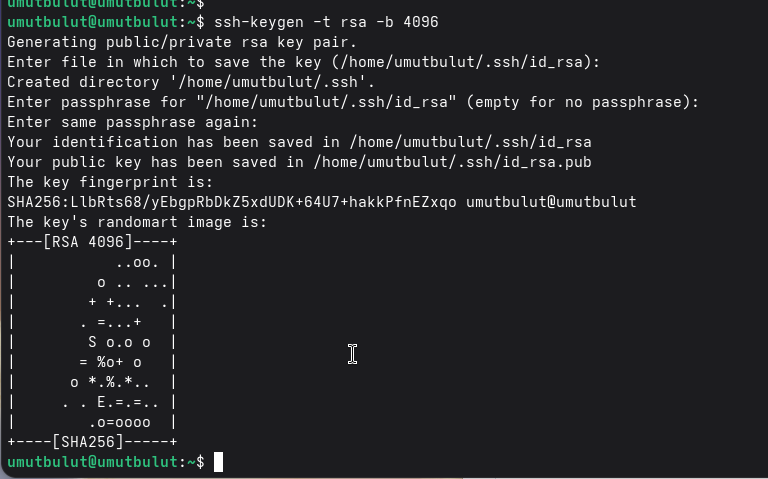 umutbulut@umutbulut:~$
umutbulut@umutbulut:~$ ssh-keygen -t rsa -b 4096
Generating public/private rsa key pair.
Enter file in which to save the key (/home/umutbulut/.ssh/id_rsa):
Created directory '/home/umutbulut/.ssh'.
Enter passphrase for "/home/umutbulut/.ssh/id_rsa" (empty for no passphrase):
Enter same passphrase again:
Your identification has been saved in /home/umutbulut/.ssh/id_rsa
Your public key has been saved in /home/umutbulut/.ssh/id_rsa.pub
The key fingerprint is:
SHA256:LlbRts68/yEbgpRbDkZ5xdUDK+64U7+hakkPfnEZxqo umutbulut@umutbulut
The key's randomart image is:
+---[RSA 4096]----+
|            ..oo. |
|          o .. ...|
|         + +...  .|
|        . =...+   |
|         S o.o o  |
|        = %o+ o   |
|       o *.%.*..  |
|      . . E.=.=.. |
|         .o=oooo  |
+----[SHA256]-----+
umutbulut@umutbulut:~$